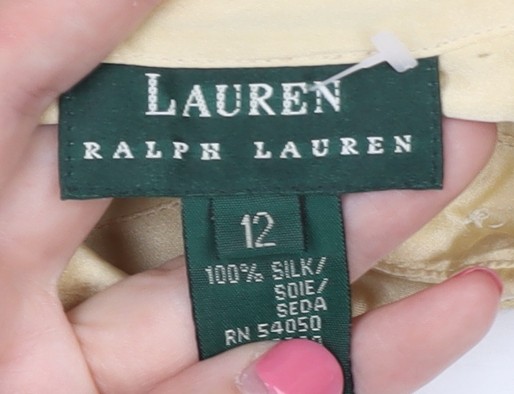 LAUREN
RALPH LAUREN
12
100% SILK/
SOIE/
SEDA
RN 54050